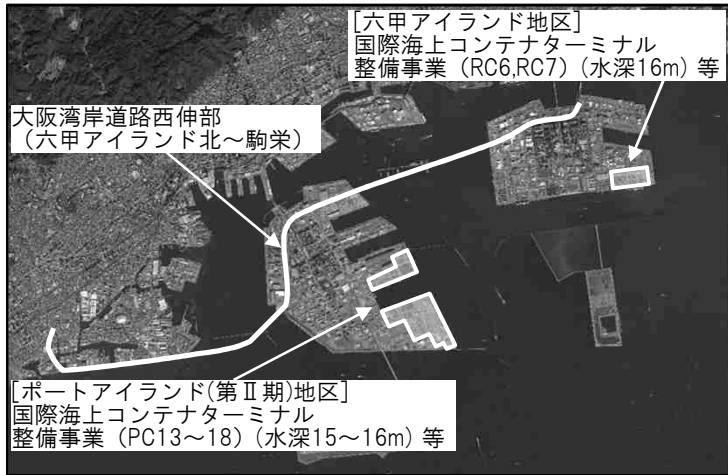 [六甲アイランド地区]
国際海上コンテナターミナル
整備事業（RC6,RC7）（水深16m）等
大阪湾岸道路西伸部
（六甲アイランド北～駒栄）
[ポートアイランド(第Ⅱ期)地区]
国際海上コンテナターミナル
整備事業（PC13～18）（水深15～16m）等